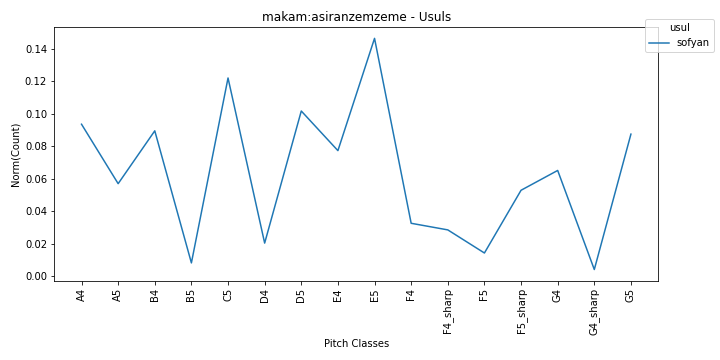 makam:asiranzemzeme - Usuls
usul
sofyan
Norm(Count)
0.14
0.12
0.10
0.08
0.06
0.04
0.02
0.00
A4
A5
B4
B5
C5
D4
D5
E4
E5
F4
F4_sharp
F5
F5_sharp
G4
G4_sharp
G5
Pitch Classes